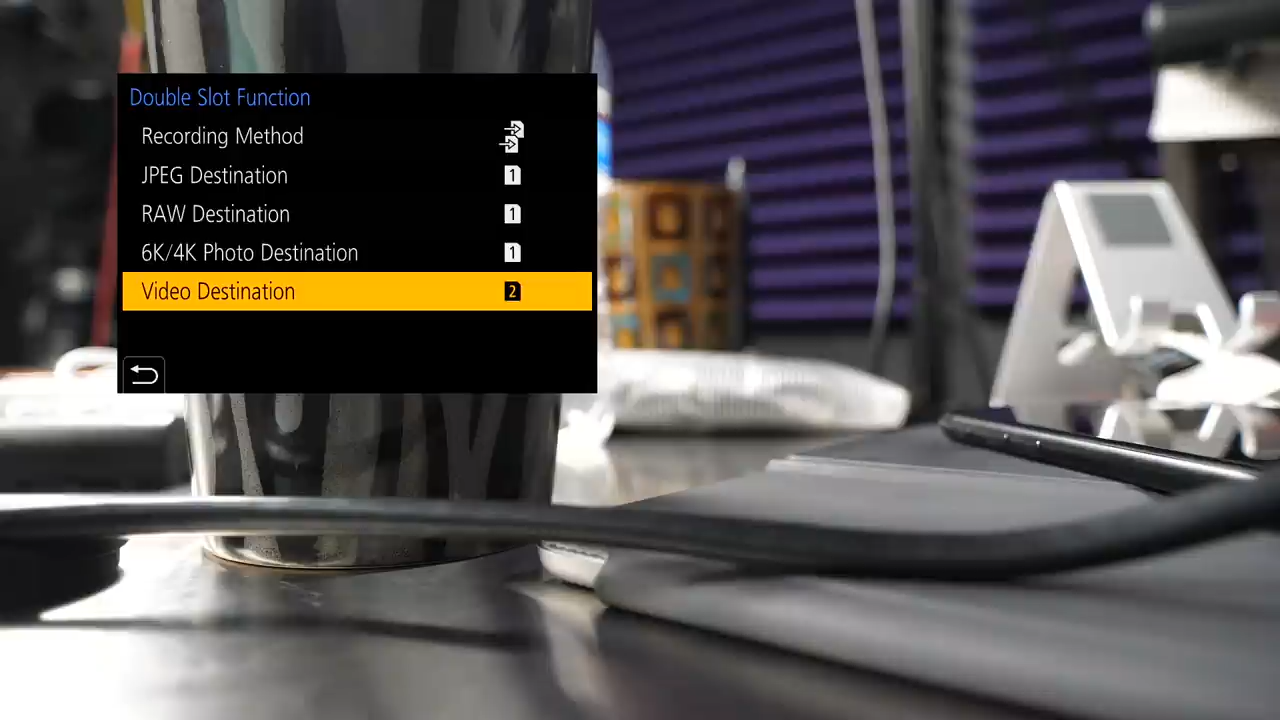 Double Slot Function
Recording Method
JPEG Destination 1
RAW Destination 1
6K/4K Photo Destination 1
Video Destination 2